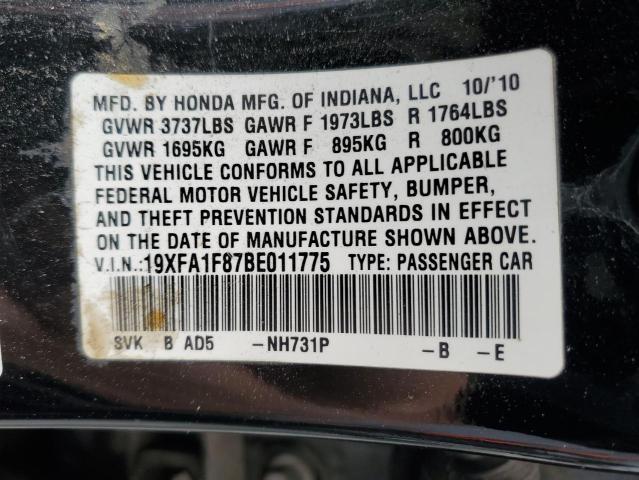 MFD. BY HONDA MFG. OF INDIANA, LLC 10/'10
GVWR 3737LBS GAWR F 1973LBS R 1764LBS
GVWR 1695KG GAWR F 895KG R 800KG
THIS VEHICLE CONFORMS TO ALL APPLICABLE
FEDERAL MOTOR VEHICLE SAFETY, BUMPER,
AND THEFT PREVENTION STANDARDS IN EFFECT
ON THE DATE OF MANUFACTURE SHOWN ABOVE.
V.I.N.:19XFA1F87BE011775 TYPE: PASSENGER CAR
SVK B AD5 -NH731P -B -E